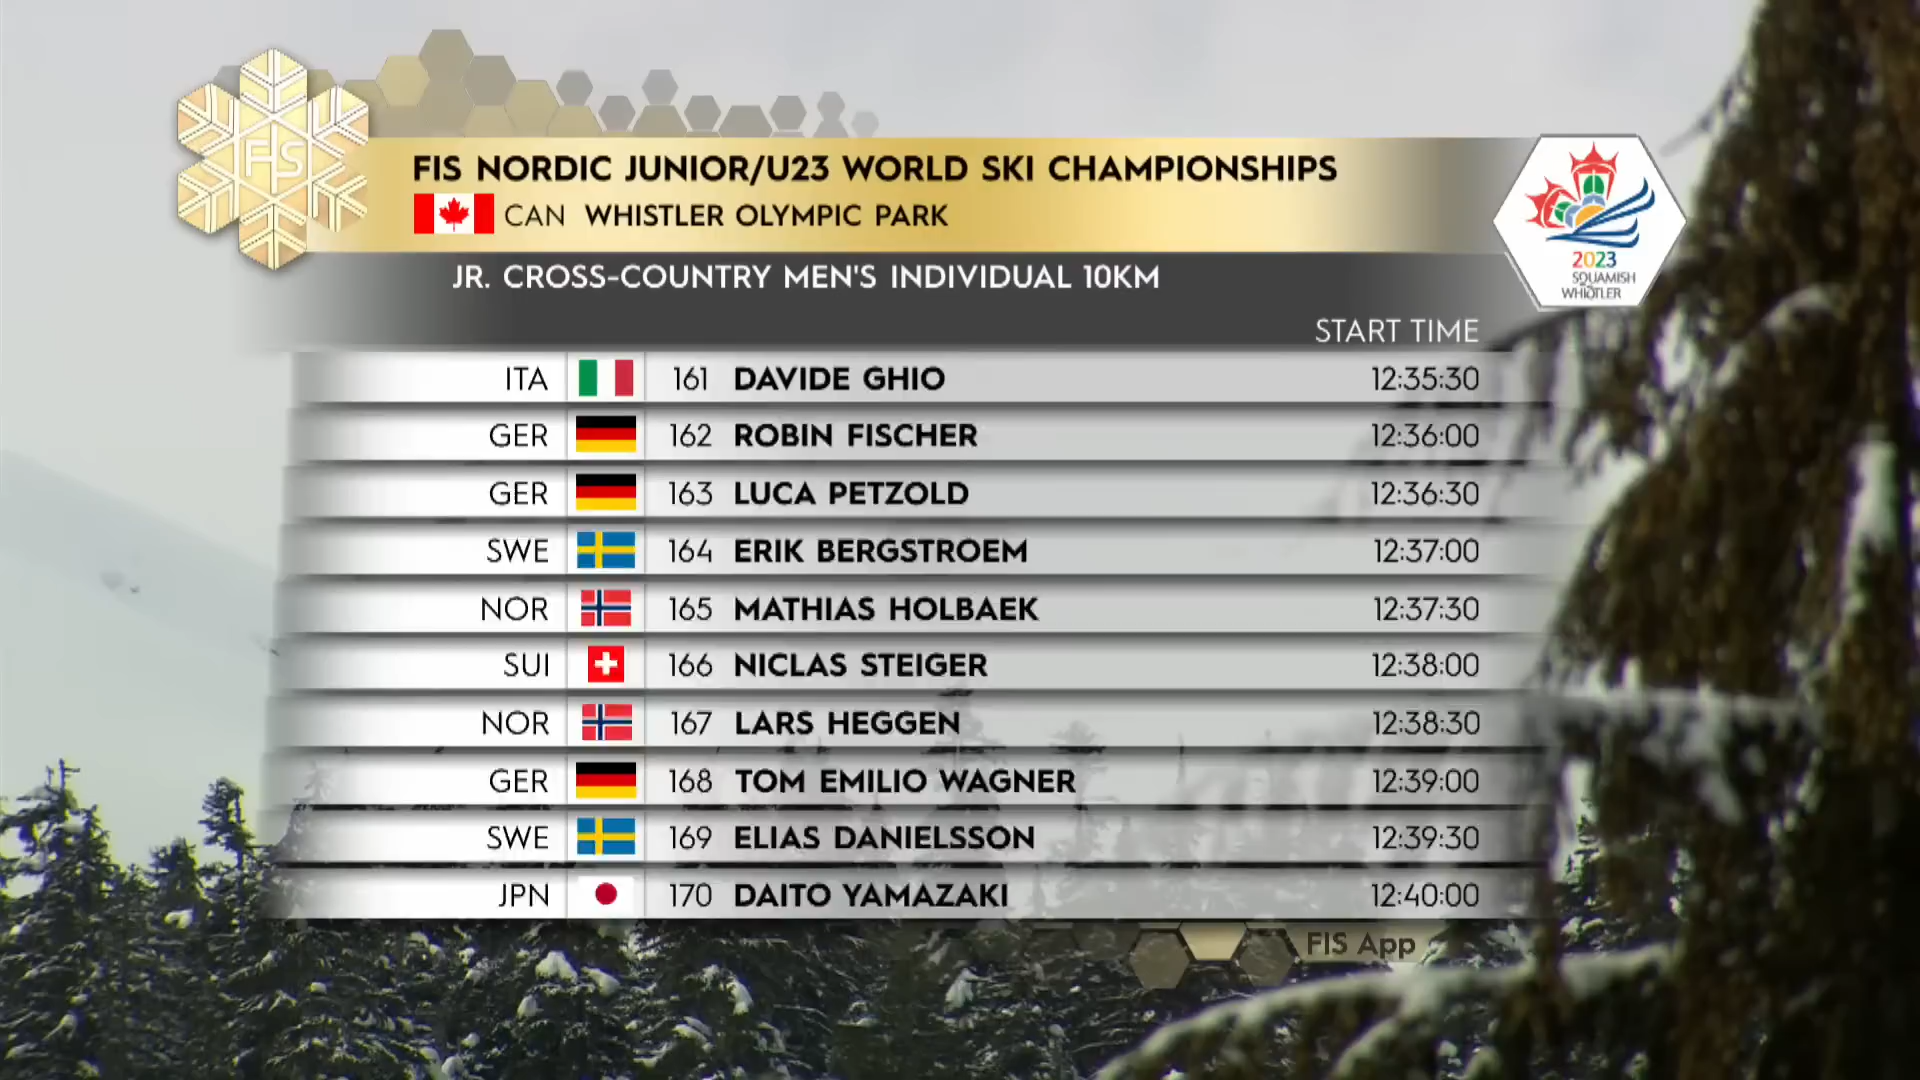 FIS
FIS NORDIC JUNIOR/U23 WORLD SKI CHAMPIONSHIPS
CAN WHISTLER OLYMPIC PARK
2023
SQUAMISH
WHISTLER
JR. CROSS-COUNTRY MEN'S INDIVIDUAL 10KM
START TIME
ITA 161 DAVIDE GHIO 12:35:30
GER 162 ROBIN FISCHER 12:36:00
GER 163 LUCA PETZOLD 12:36:30
SWE 164 ERIK BERGSTROEM 12:37:00
NOR 165 MATHIAS HOLBAEK 12:37:30
SUI 166 NICLAS STEIGER 12:38:00
NOR 167 LARS HEGGEN 12:38:30
GER 168 TOM EMILIO WAGNER 12:39:00
SWE 169 ELIAS DANIELSSON 12:39:30
JPN 170 DAITO YAMAZAKI 12:40:00
FIS App